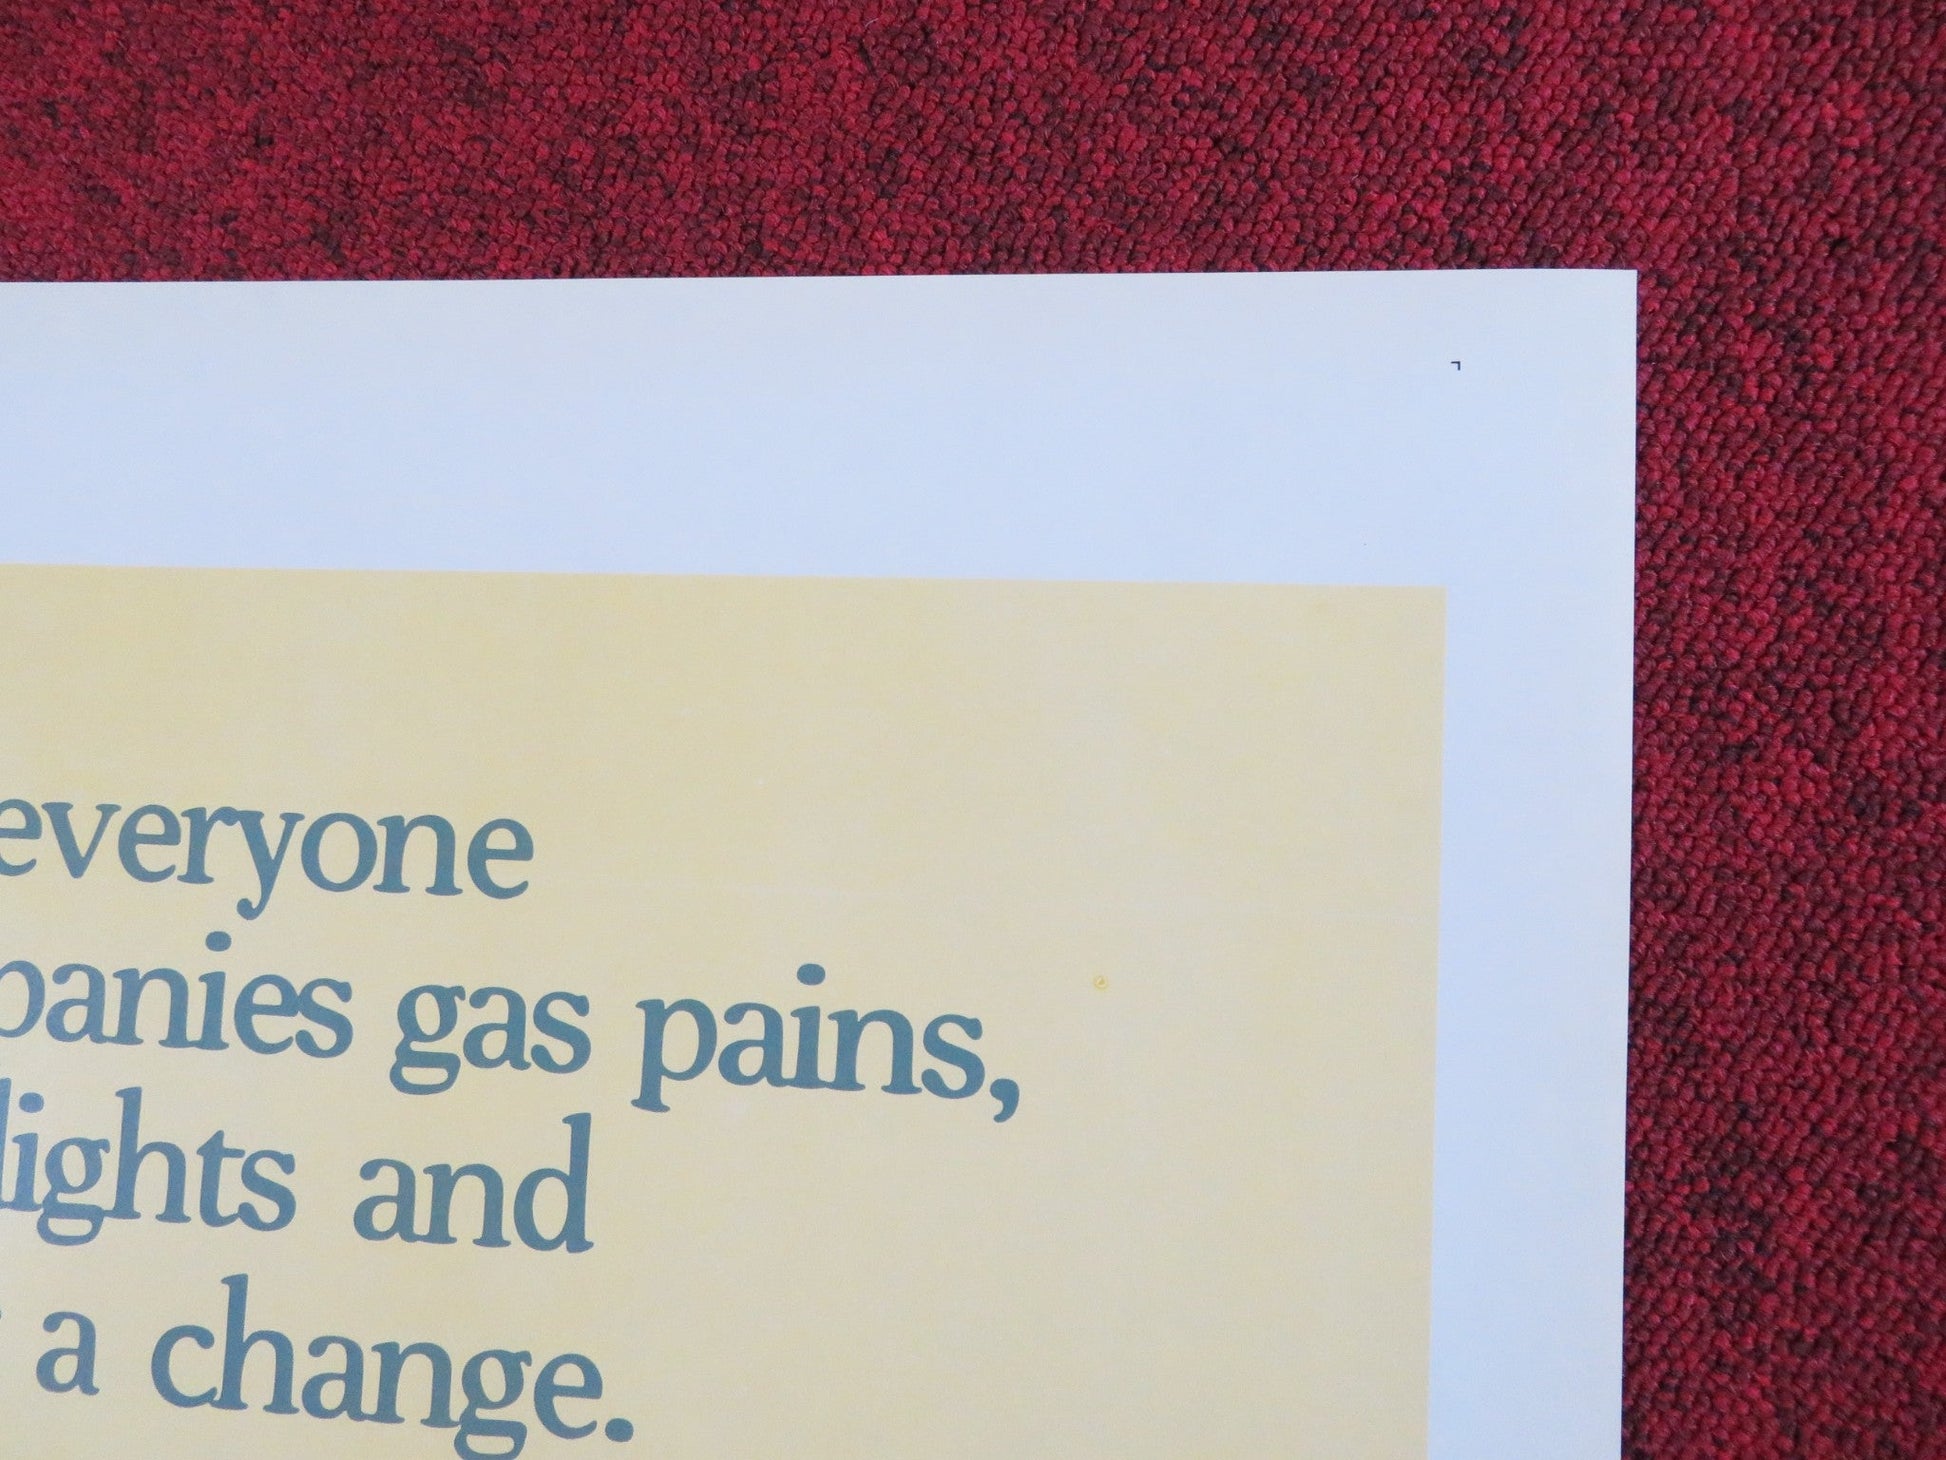 everyone
panies gas pains,
lights and
a change.